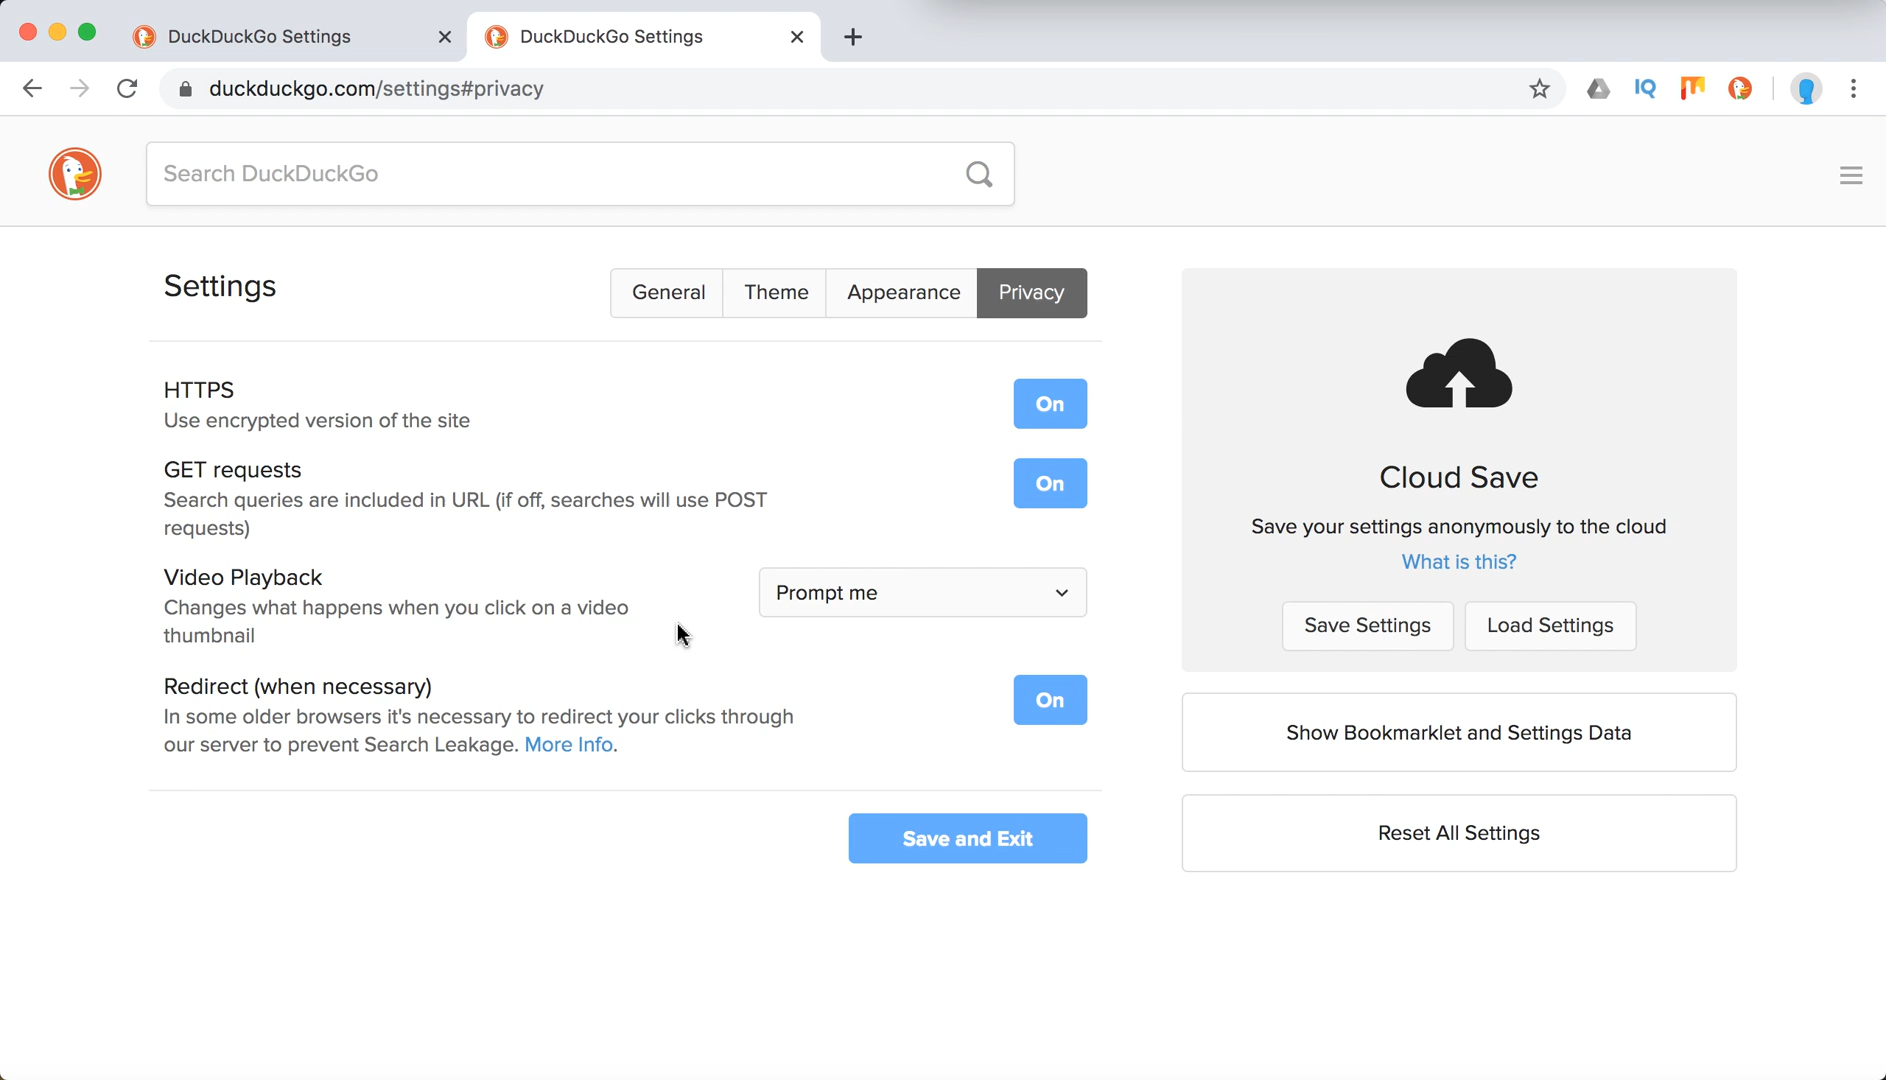 DuckDuckGo Settings
DuckDuckGo Settings
duckduckgo.com/settings#privacy
IQ
Search DuckDuckGo
Settings
General
Theme
Appearance
Privacy
HTTPS
Use encrypted version of the site
On
GET requests
Search queries are included in URL (if off, searches will use POST
requests)
On
Video Playback
Changes what happens when you click on a video
thumbnail
Prompt me
Redirect (when necessary)
In some older browsers it's necessary to redirect your clicks through
our server to prevent Search Leakage. More Info.
On
Save and Exit
Cloud Save
Save your settings anonymously to the cloud
What is this?
Save Settings
Load Settings
Show Bookmarklet and Settings Data
Reset All Settings